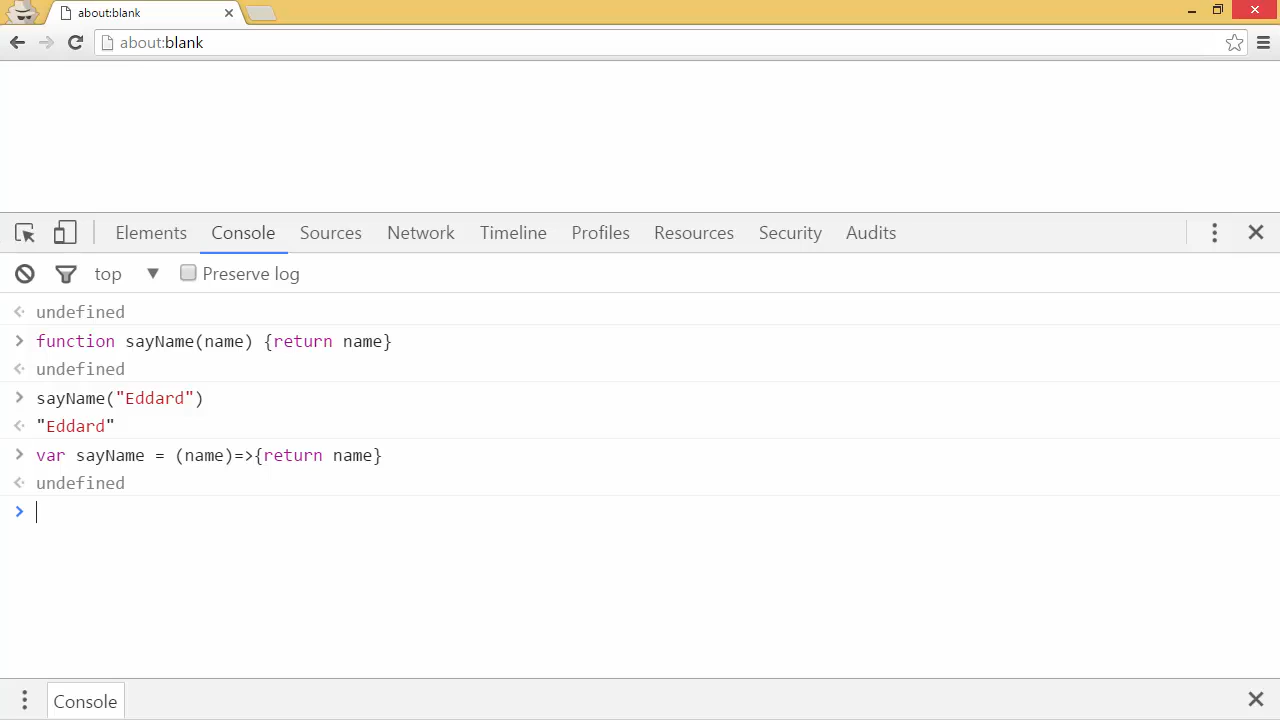 about:blank
about:blank
Elements Console Sources Network Timeline Profiles Resources Security Audits
top Preserve log
undefined
function sayName(name) {return name}
undefined
sayName("Eddard")
"Eddard"
var sayName = (name)=>{return name}
undefined
Console